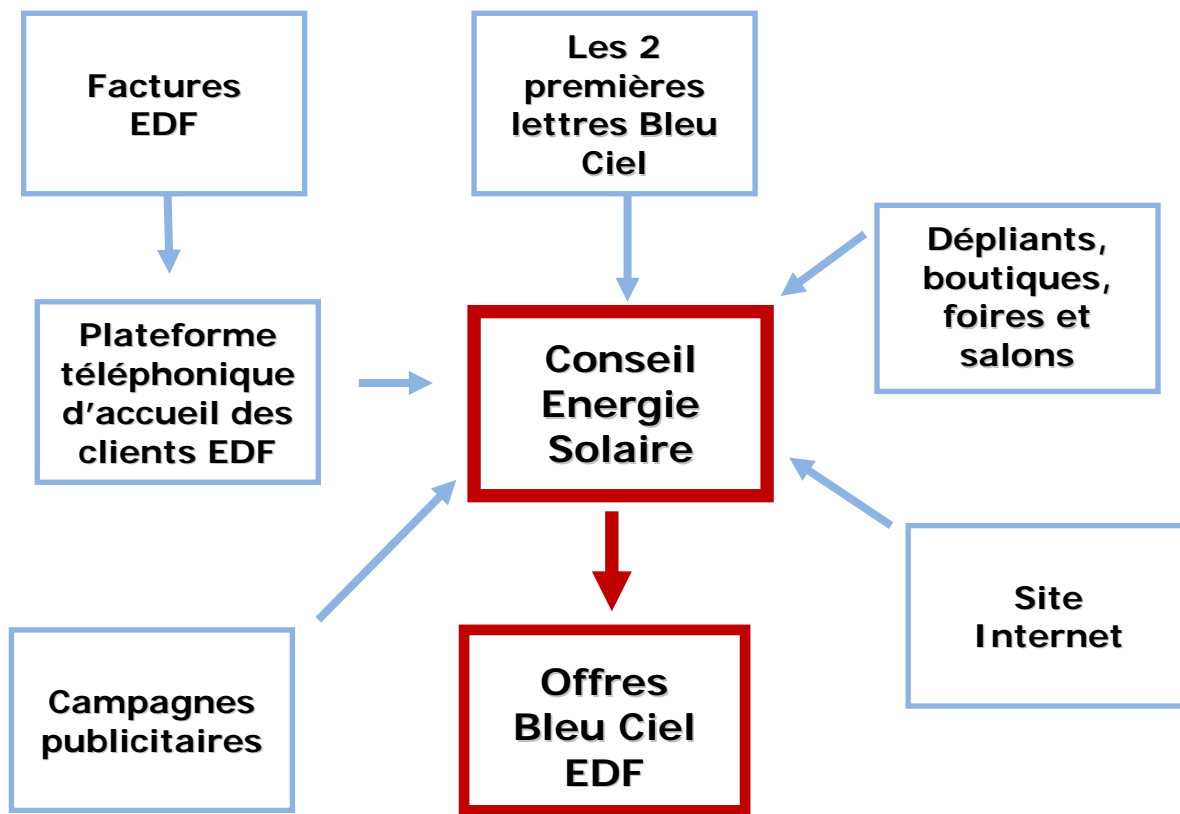 Factures
EDF
Les 2
premières
lettres Bleu
Ciel
Dépliants,
boutiques,
foires et
salons
Plateforme
téléphonique
d’accueil des
clients EDF
Conseil
Energie
Solaire
Site
Internet
Campagnes
publicitaires
Offres
Bleu Ciel
EDF